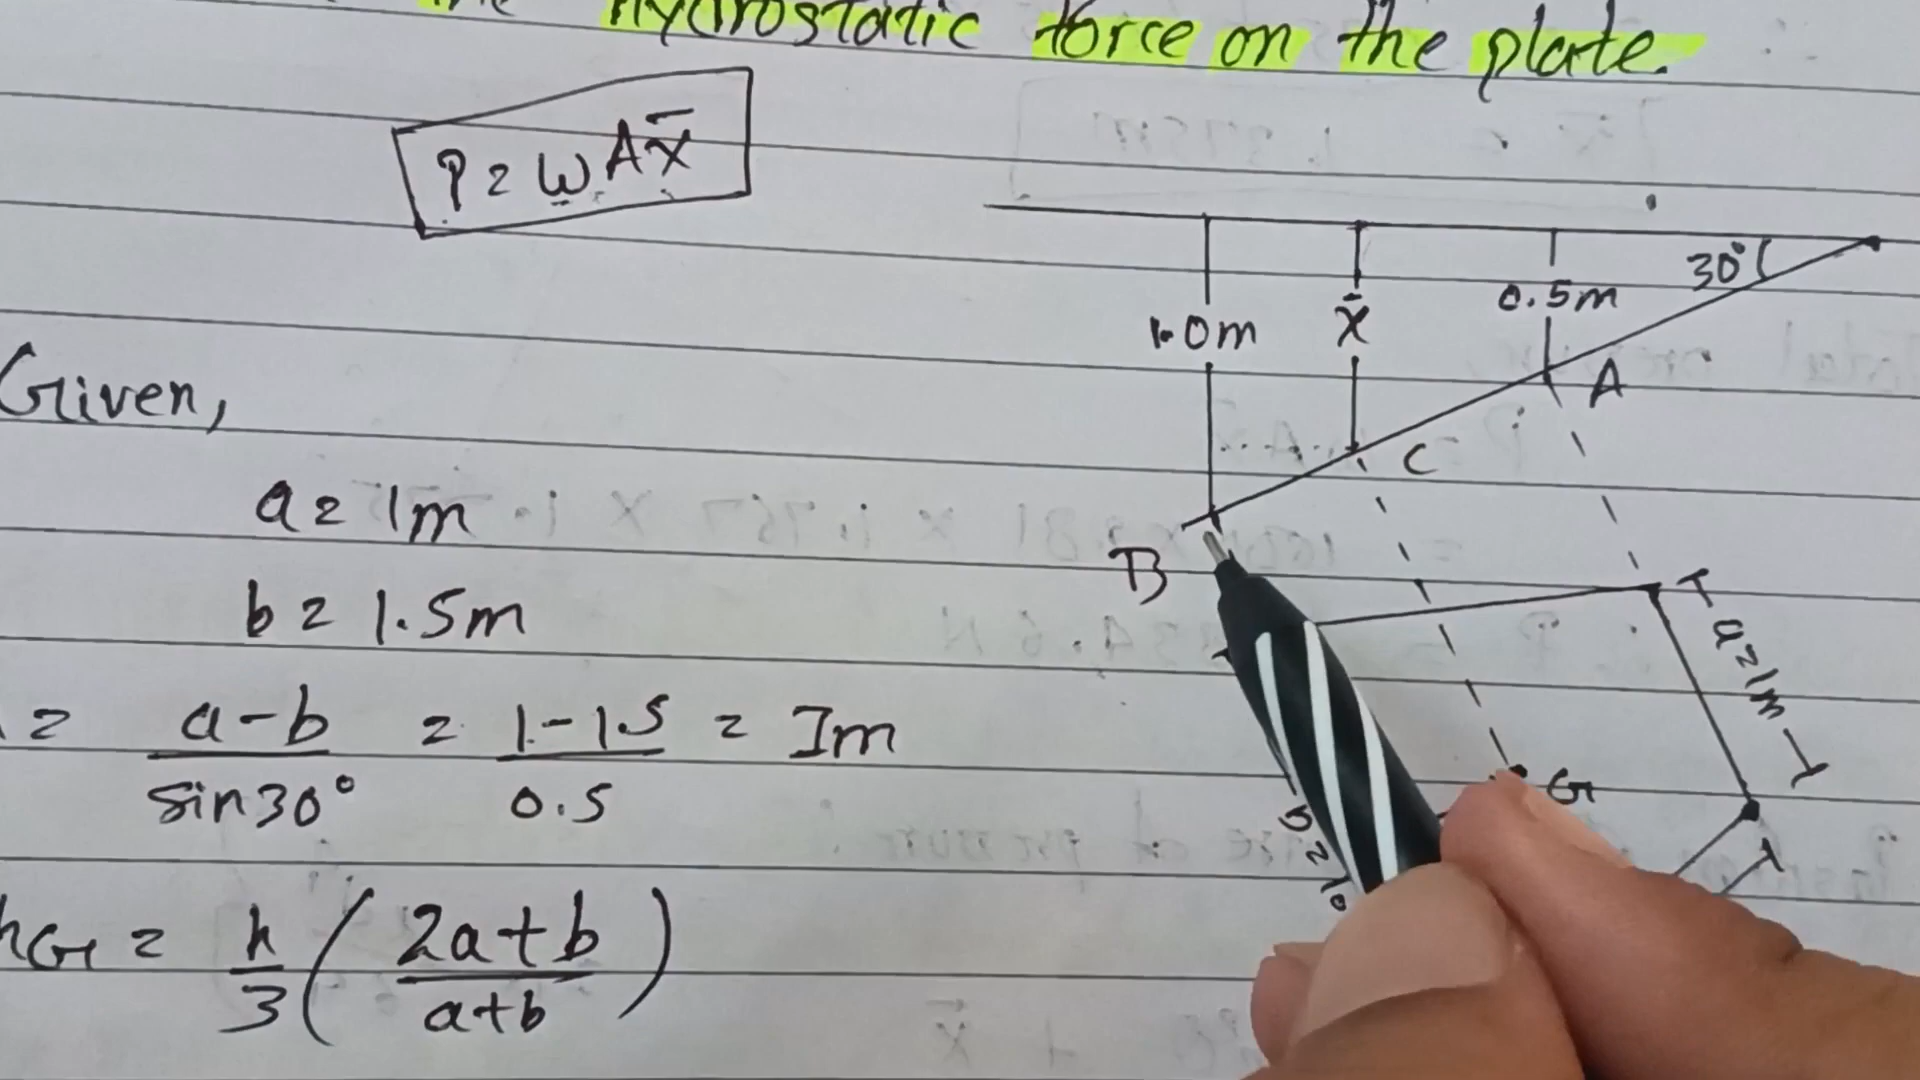 hydrostatic force on the plate.
P = wAx̄
30°
0.5m
x̄
1.0m
A
Given,
C
a = 1m
B
b = 1.5m
a = 1m
= a-b / sin30° = 1-1.5 / 0.5 = 1m
G
hG = h/3 (2a+b / a+b)